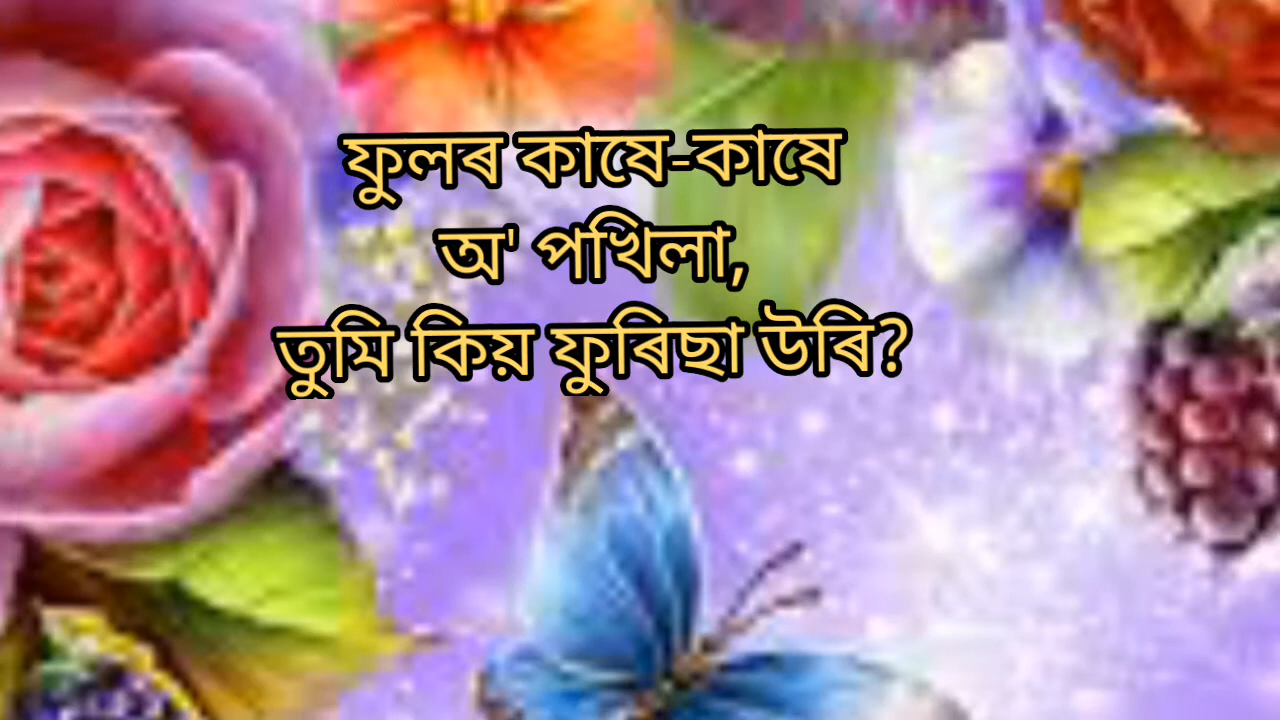 ফুলৰ কাষে-কাষে
অ' পখিলা,
তুমি কিয় ফুৰিছা উৰি?